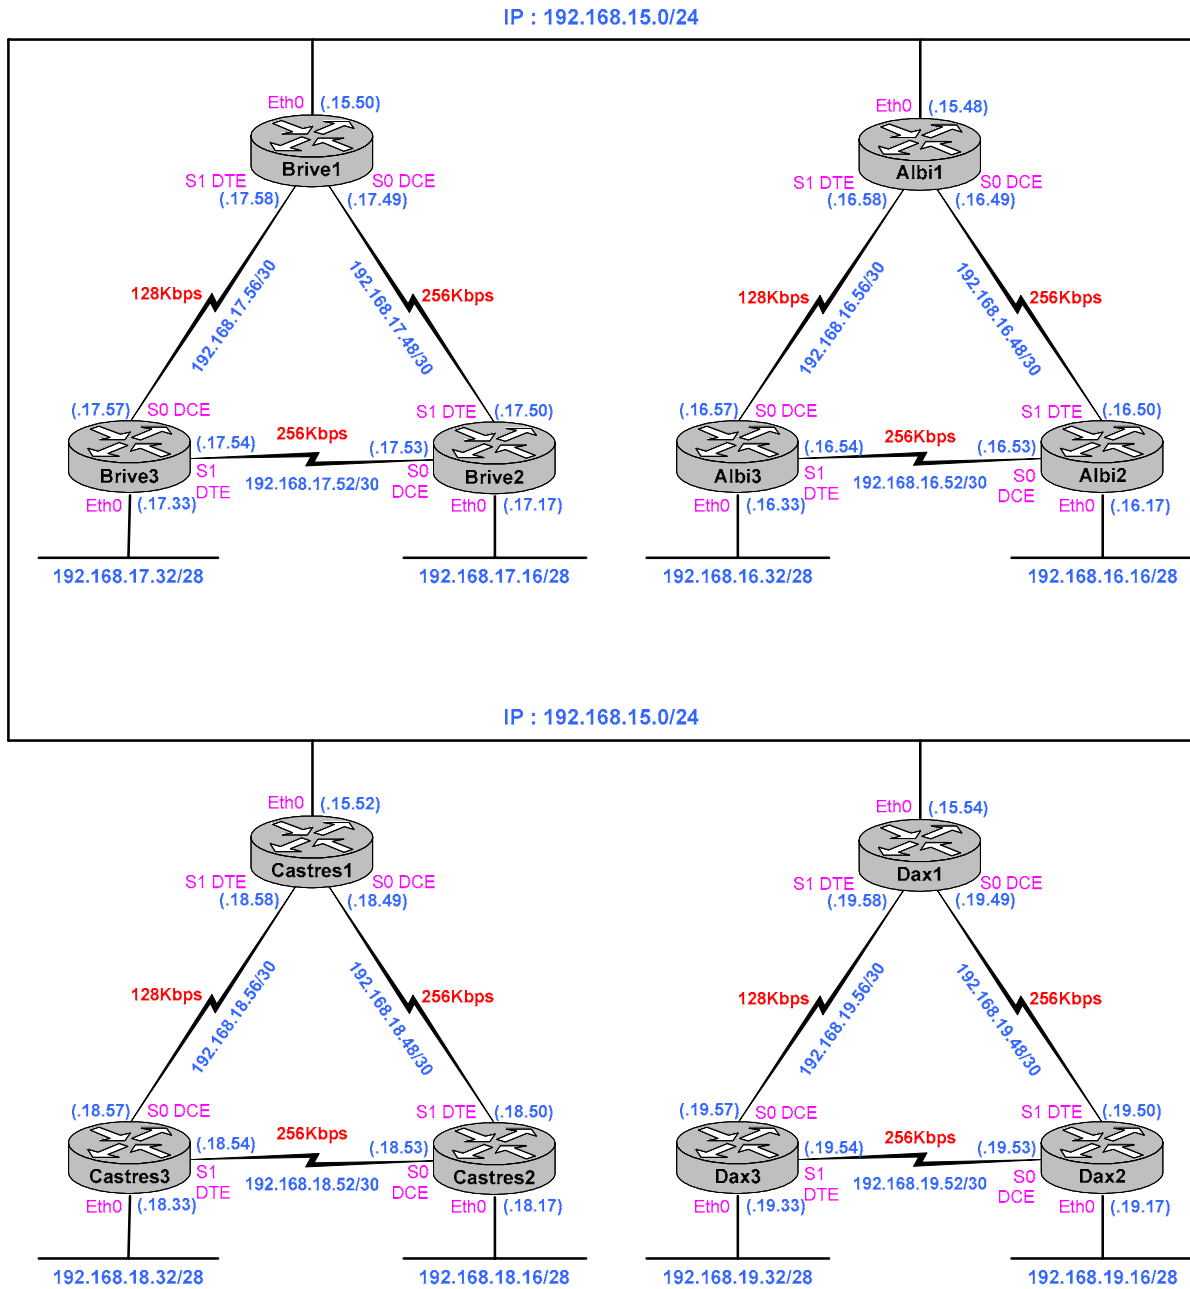 IP : 192.168.15.0/24
Eth0 (.15.50)
Brive1
S1 DTE
S0 DCE
(.17.58)
(.17.49)
128Kbps
192.168.17.56/30
192.168.17.48/30
256Kbps
(.17.57)
S0 DCE
S1 DTE
(.17.50)
Brive3
(.17.54)
256Kbps
(.17.53)
Brive2
S1
DTE
192.168.17.52/30
S0
DCE
Eth0 (.17.33)
Eth0 (.17.17)
192.168.17.32/28
192.168.17.16/28
Eth0 (.15.48)
Albi1
S1 DTE
S0 DCE
(.16.58)
(.16.49)
128Kbps
192.168.16.56/30
192.168.16.48/30
256Kbps
(.16.57)
S0 DCE
S1 DTE
(.16.50)
Albi3
(.16.54)
256Kbps
(.16.53)
Albi2
S1
DTE
192.168.16.52/30
S0
DCE
Eth0 (.16.33)
Eth0 (.16.17)
192.168.16.32/28
192.168.16.16/28
IP : 192.168.15.0/24
Eth0 (.15.52)
Castres1
S1 DTE
S0 DCE
(.18.58)
(.18.49)
128Kbps
192.168.18.56/30
192.168.18.48/30
256Kbps
(.18.57)
S0 DCE
S1 DTE
(.18.50)
Castres3
(.18.54)
256Kbps
(.18.53)
Castres2
S1
DTE
192.168.18.52/30
S0
DCE
Eth0 (.18.33)
Eth0 (.18.17)
192.168.18.32/28
192.168.18.16/28
Eth0 (.15.54)
Dax1
S1 DTE
S0 DCE
(.19.58)
(.19.49)
128Kbps
192.168.19.56/30
192.168.19.48/30
256Kbps
(.19.57)
S0 DCE
S1 DTE
(.19.50)
Dax3
(.19.54)
256Kbps
(.19.53)
Dax2
S1
DTE
192.168.19.52/30
S0
DCE
Eth0 (.19.33)
Eth0 (.19.17)
192.168.19.32/28
192.168.19.16/28